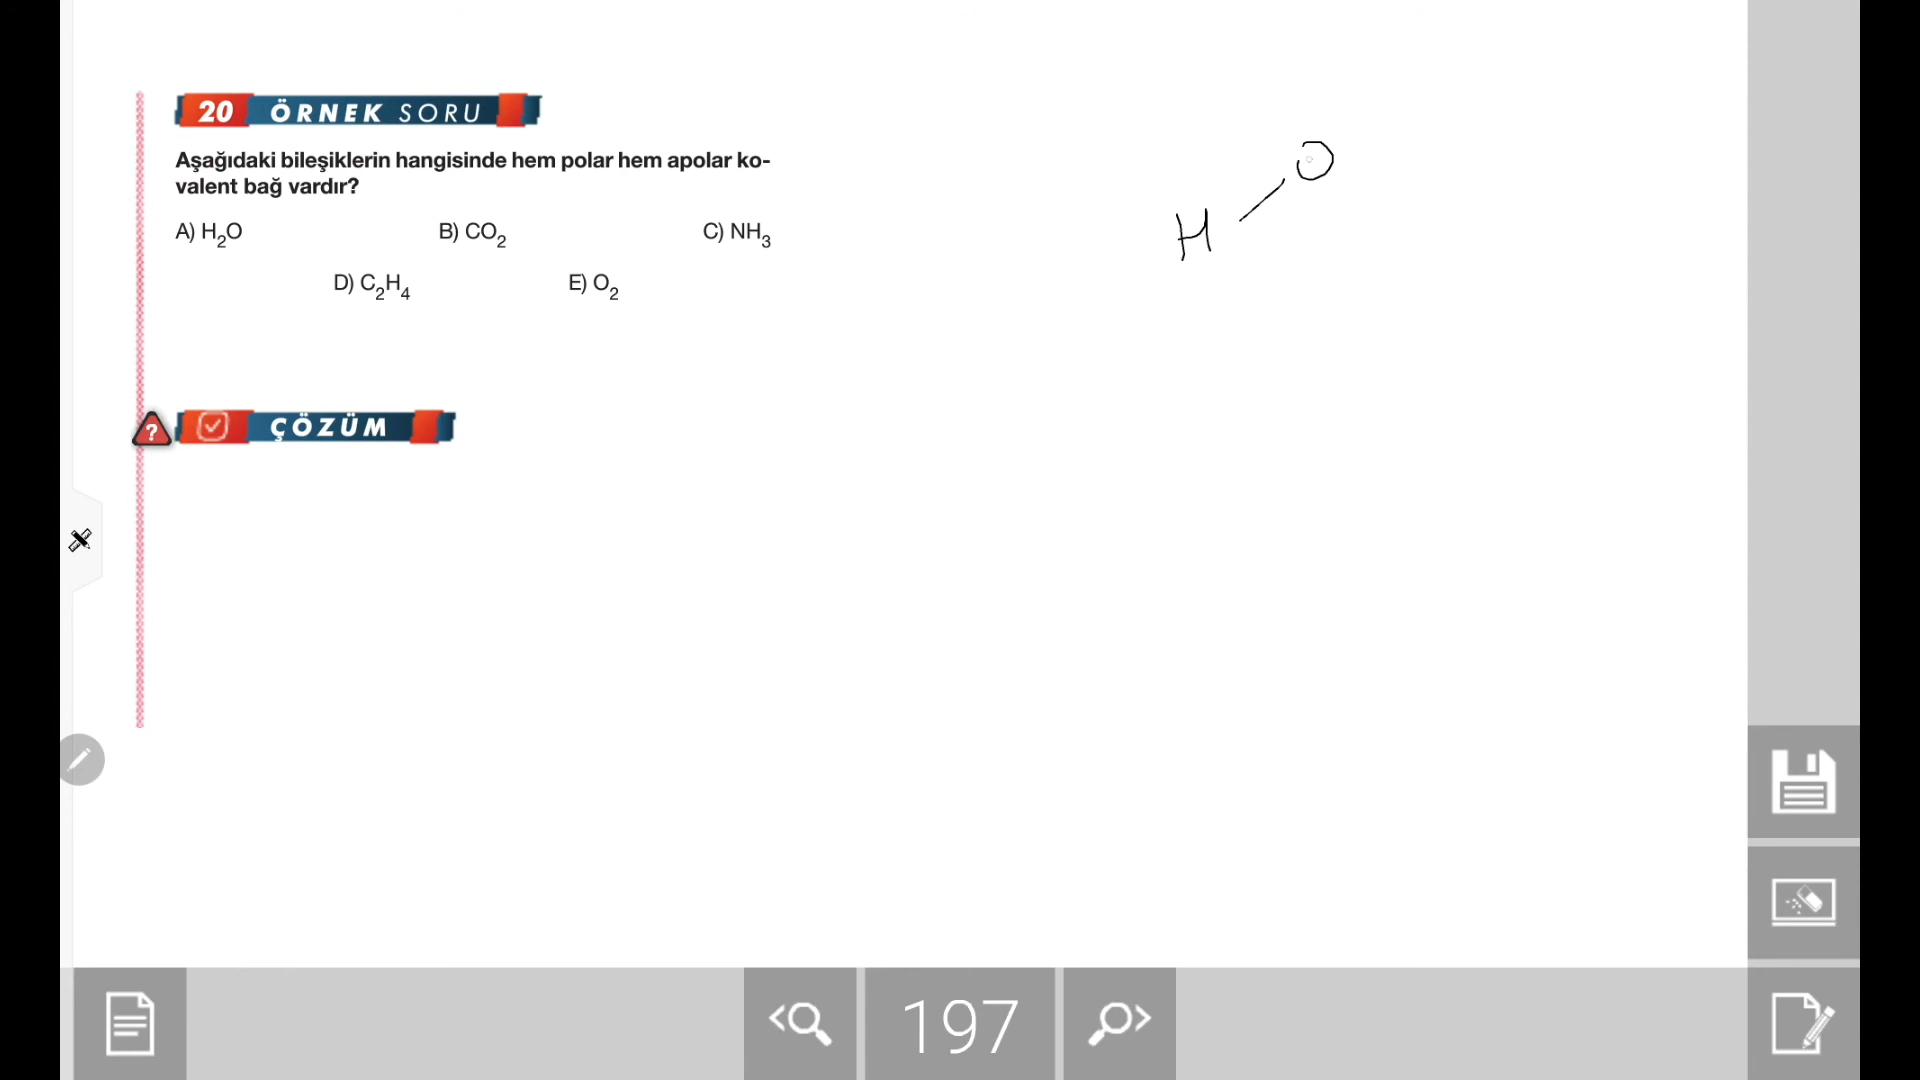 20 ÖRNEK SORU
Aşağıdaki bileşiklerin hangisinde hem polar hem apolar ko-
valent bağ vardır?
A) H₂O B) CO₂ C) NH₃
D) C₂H₄ E) O₂
H O
? ÇÖZÜM
197